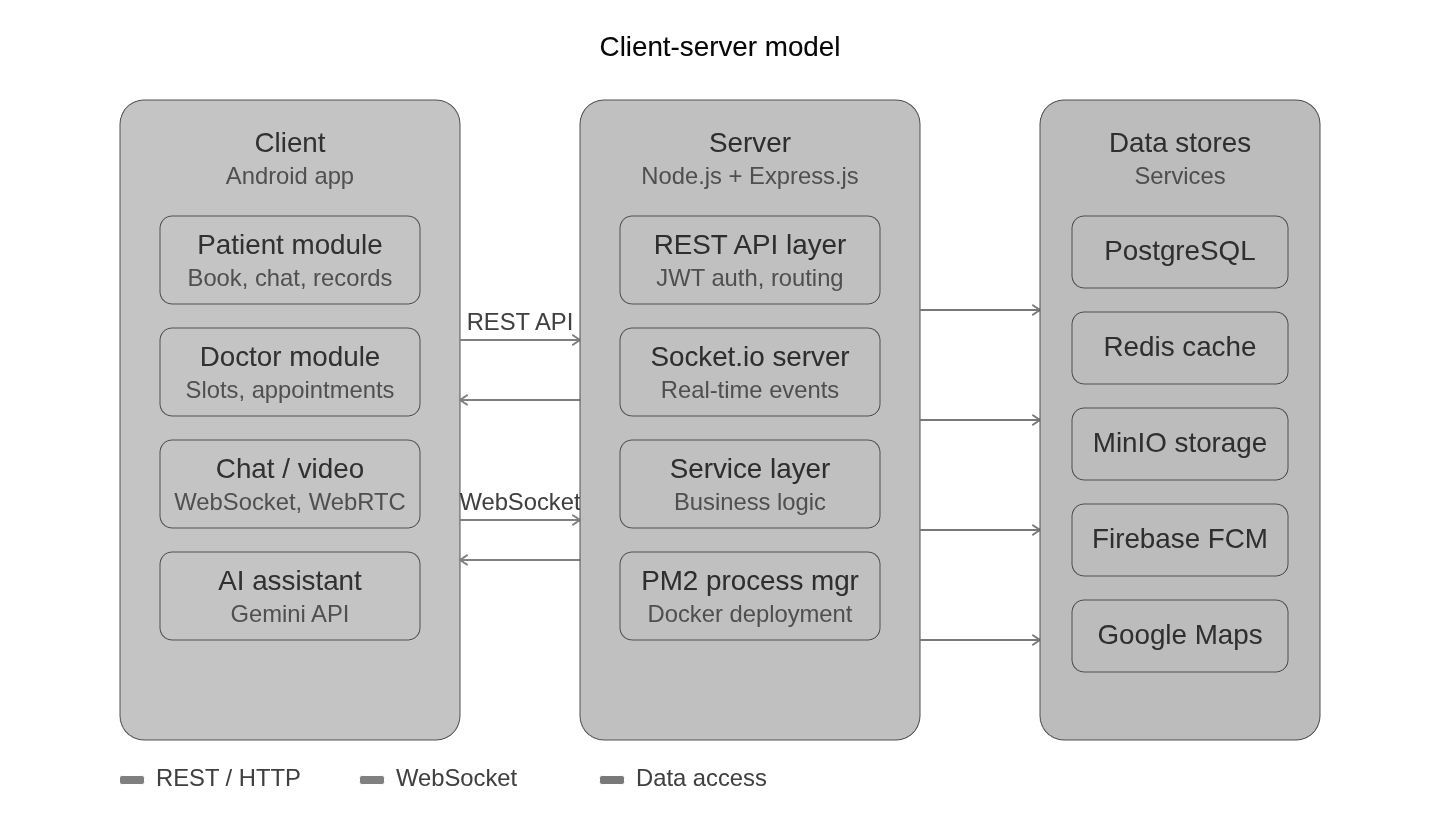 Client-server model
Client
Android app
Patient module
Book, chat, records
Doctor module
Slots, appointments
Chat / video
WebSocket, WebRTC
AI assistant
Gemini API
REST API
WebSocket
Server
Node.js + Express.js
REST API layer
JWT auth, routing
Socket.io server
Real-time events
Service layer
Business logic
PM2 process mgr
Docker deployment
Data stores
Services
PostgreSQL
Redis cache
MinIO storage
Firebase FCM
Google Maps
REST / HTTP
WebSocket
Data access